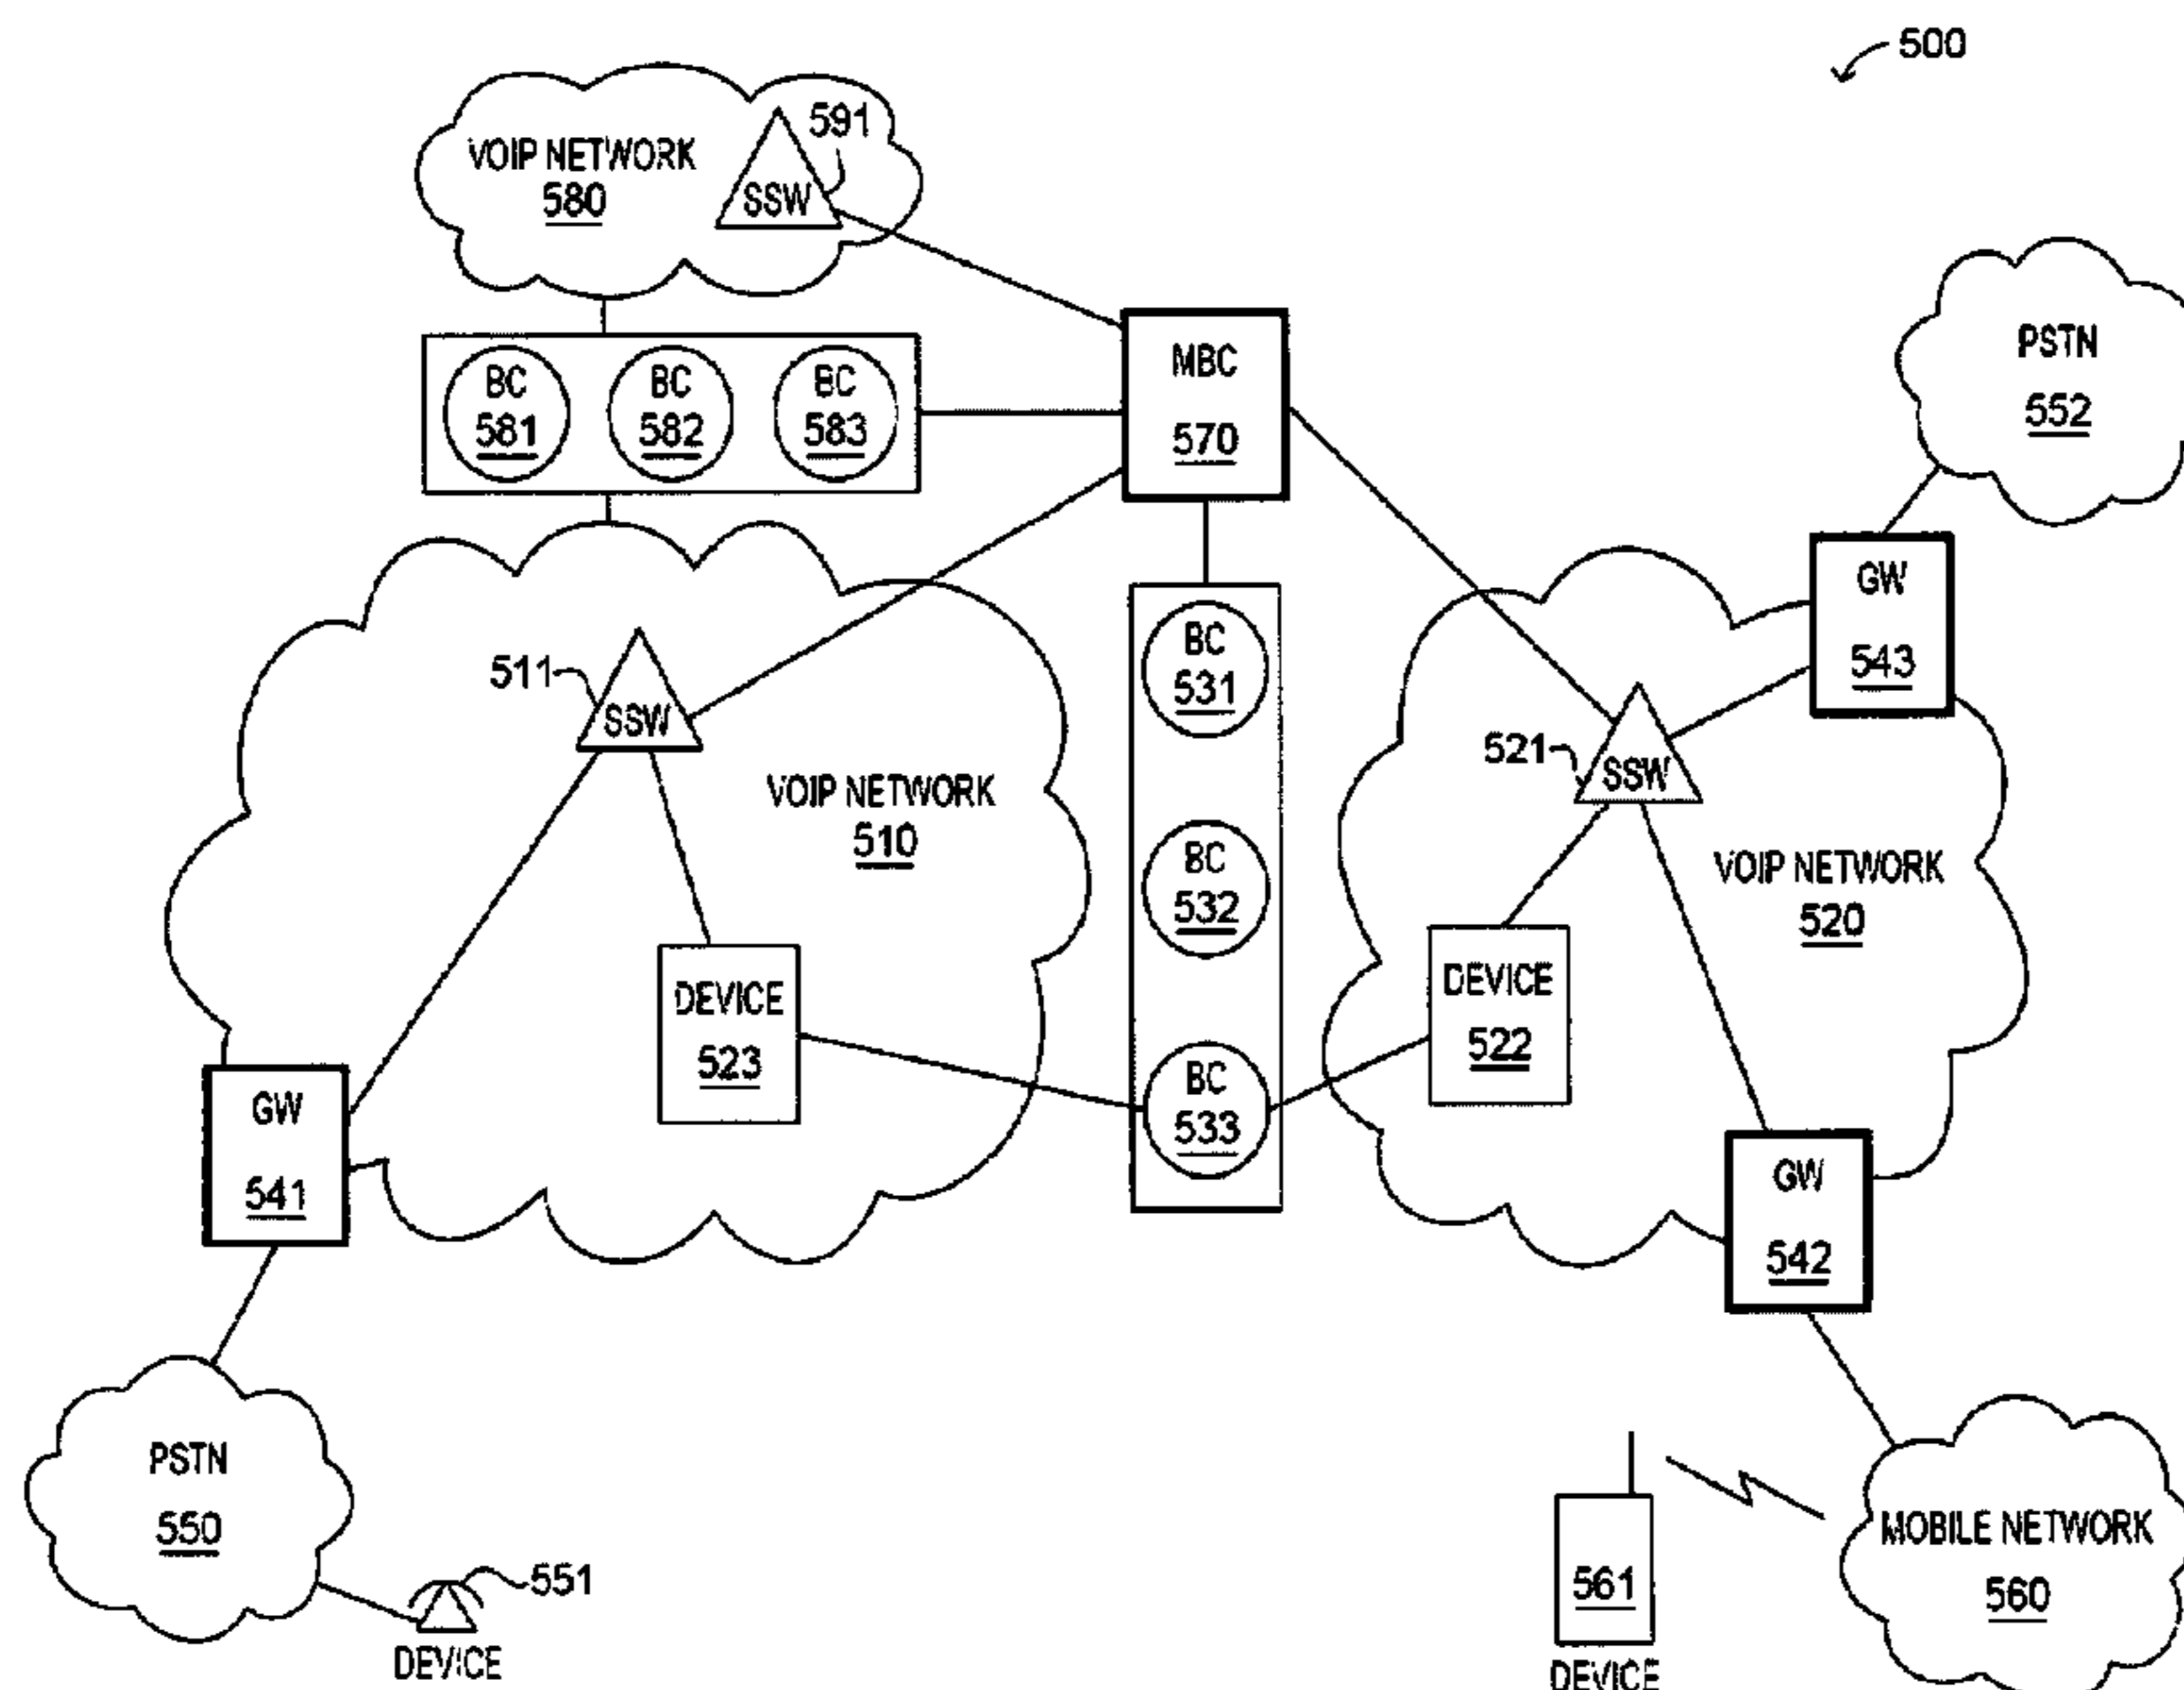 500
591
VOIP NETWORK
580
SSW
MBC
570
BC
581
BC
582
BC
583
PSTN
552
GW
543
511
SSW
VOIP NETWORK
510
BC
531
BC
532
BC
533
521
SSW
VOIP NETWORK
520
DEVICE
523
DEVICE
522
GW
541
GW
542
PSTN
550
551
DEVICE
561
DEVICE
MOBILE NETWORK
560